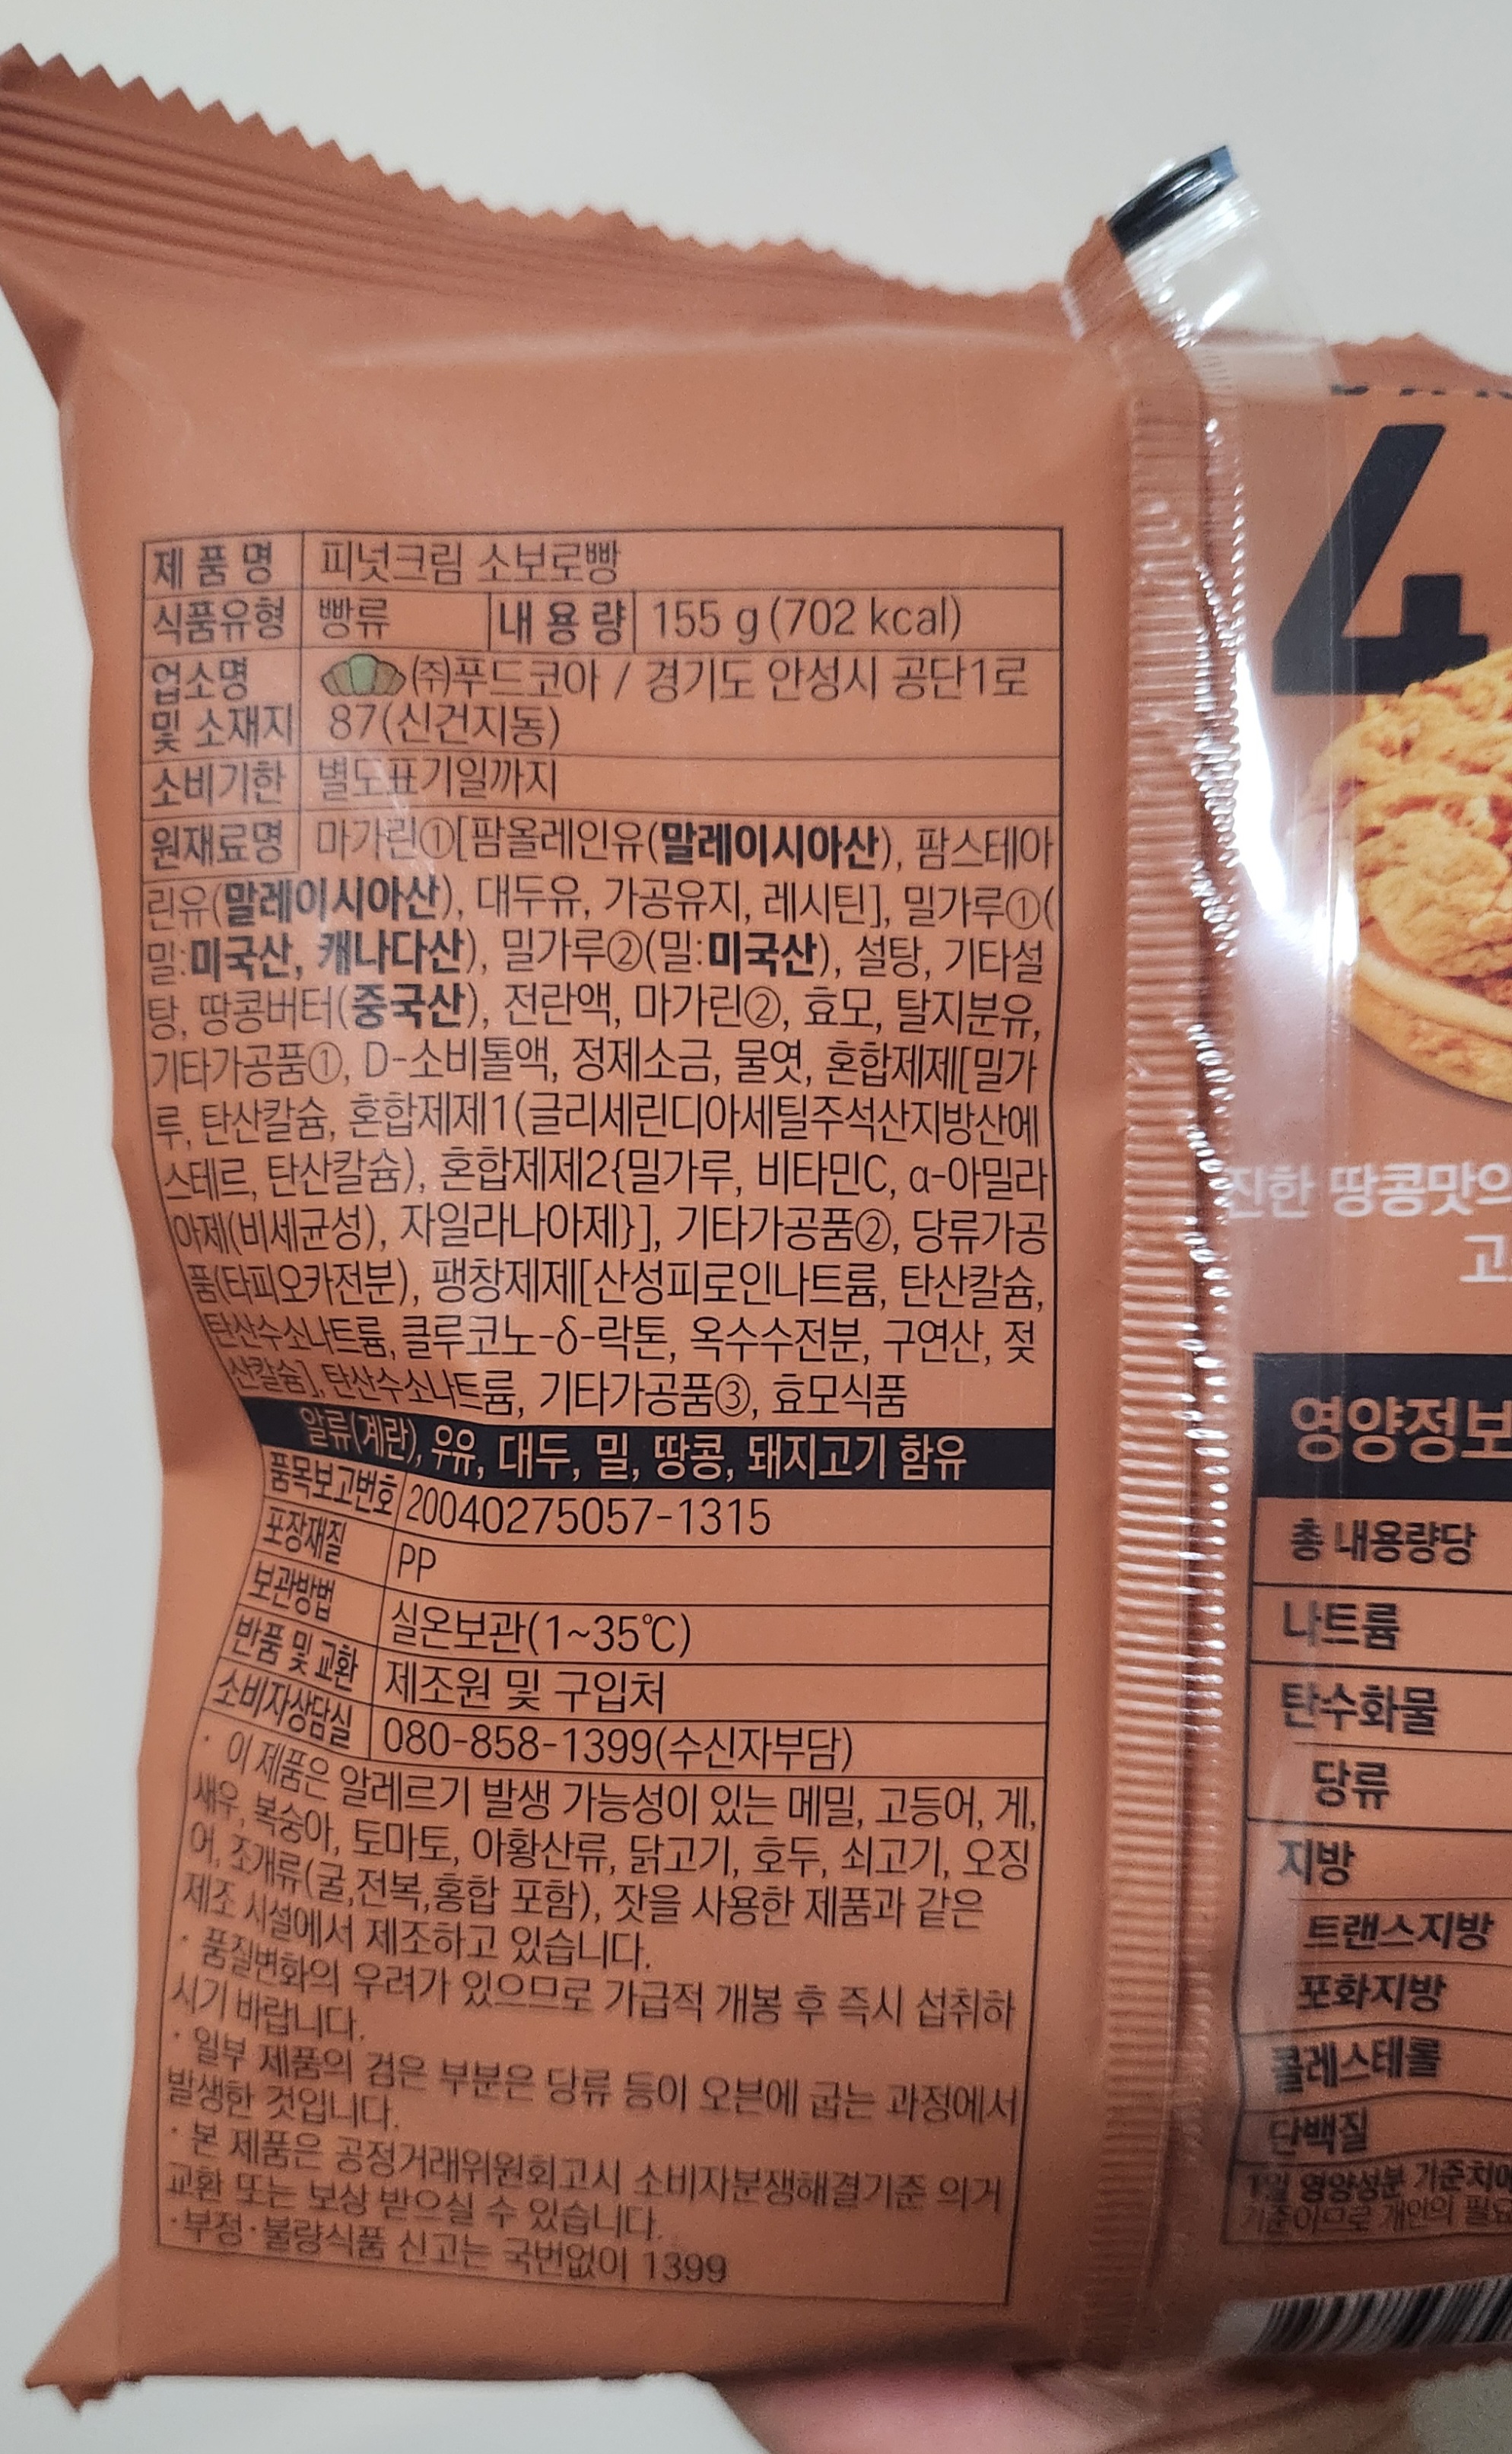 제 품 명 피넛크림 소보로빵
식품유형 빵류 내 용 량 155 g (702 kcal)
업소명 ㈜푸드코아 / 경기도 안성시 공단1로
및 소재지 87(신건지동)
소비기한 별도표기일까지
원재료명 마가린①[팜올레인유(말레이시아산), 팜스테아
린유(말레이시아산), 대두유, 가공유지, 레시틴], 밀가루①(
밀:미국산, 캐나다산), 밀가루②(밀:미국산), 설탕, 기타설
탕, 땅콩버터(중국산), 전란액, 마가린②, 효모, 탈지분유,
기타가공품①, D-소비톨액, 정제소금, 물엿, 혼합제제[밀가
루, 탄산칼슘, 혼합제제1(글리세린디아세틸주석산지방산에
스테르, 탄산칼슘), 혼합제제2{밀가루, 비타민C, α-아밀라
아제(비세균성), 자일라나아제}], 기타가공품②, 당류가공
품(타피오카전분), 팽창제제[산성피로인나트륨, 탄산칼슘,
탄산수소나트륨, 글루코노-δ-락톤, 옥수수전분, 구연산, 젖
산칼슘], 탄산수소나트륨, 기타가공품③, 효모식품
알류(계란), 우유, 대두, 밀, 땅콩, 돼지고기 함유
품목보고번호 20040275057-1315
포장재질 PP
보관방법 실온보관(1~35℃)
반품 및 교환 제조원 및 구입처
소비자상담실 080-858-1399(수신자부담)
· 이 제품은 알레르기 발생 가능성이 있는 메밀, 고등어, 게,
새우, 복숭아, 토마토, 아황산류, 닭고기, 호두, 쇠고기, 오징
어, 조개류(굴,전복,홍합 포함), 잣을 사용한 제품과 같은
제조 시설에서 제조하고 있습니다.
· 품질변화의 우려가 있으므로 가급적 개봉 후 즉시 섭취하
시기 바랍니다.
· 일부 제품의 검은 부분은 당류 등이 오븐에 굽는 과정에서
발생한 것입니다.
· 본 제품은 공정거래위원회고시 소비자분쟁해결기준 의거
교환 또는 보상 받으실 수 있습니다.
·부정·불량식품 신고는 국번없이 1399
4
진한 땅콩맛의
고
영양정보
총 내용량당
나트륨
탄수화물
당류
지방
트랜스지방
포화지방
콜레스테롤
단백질
1일 영양성분 기준치에
기준이므로 개인의 필요